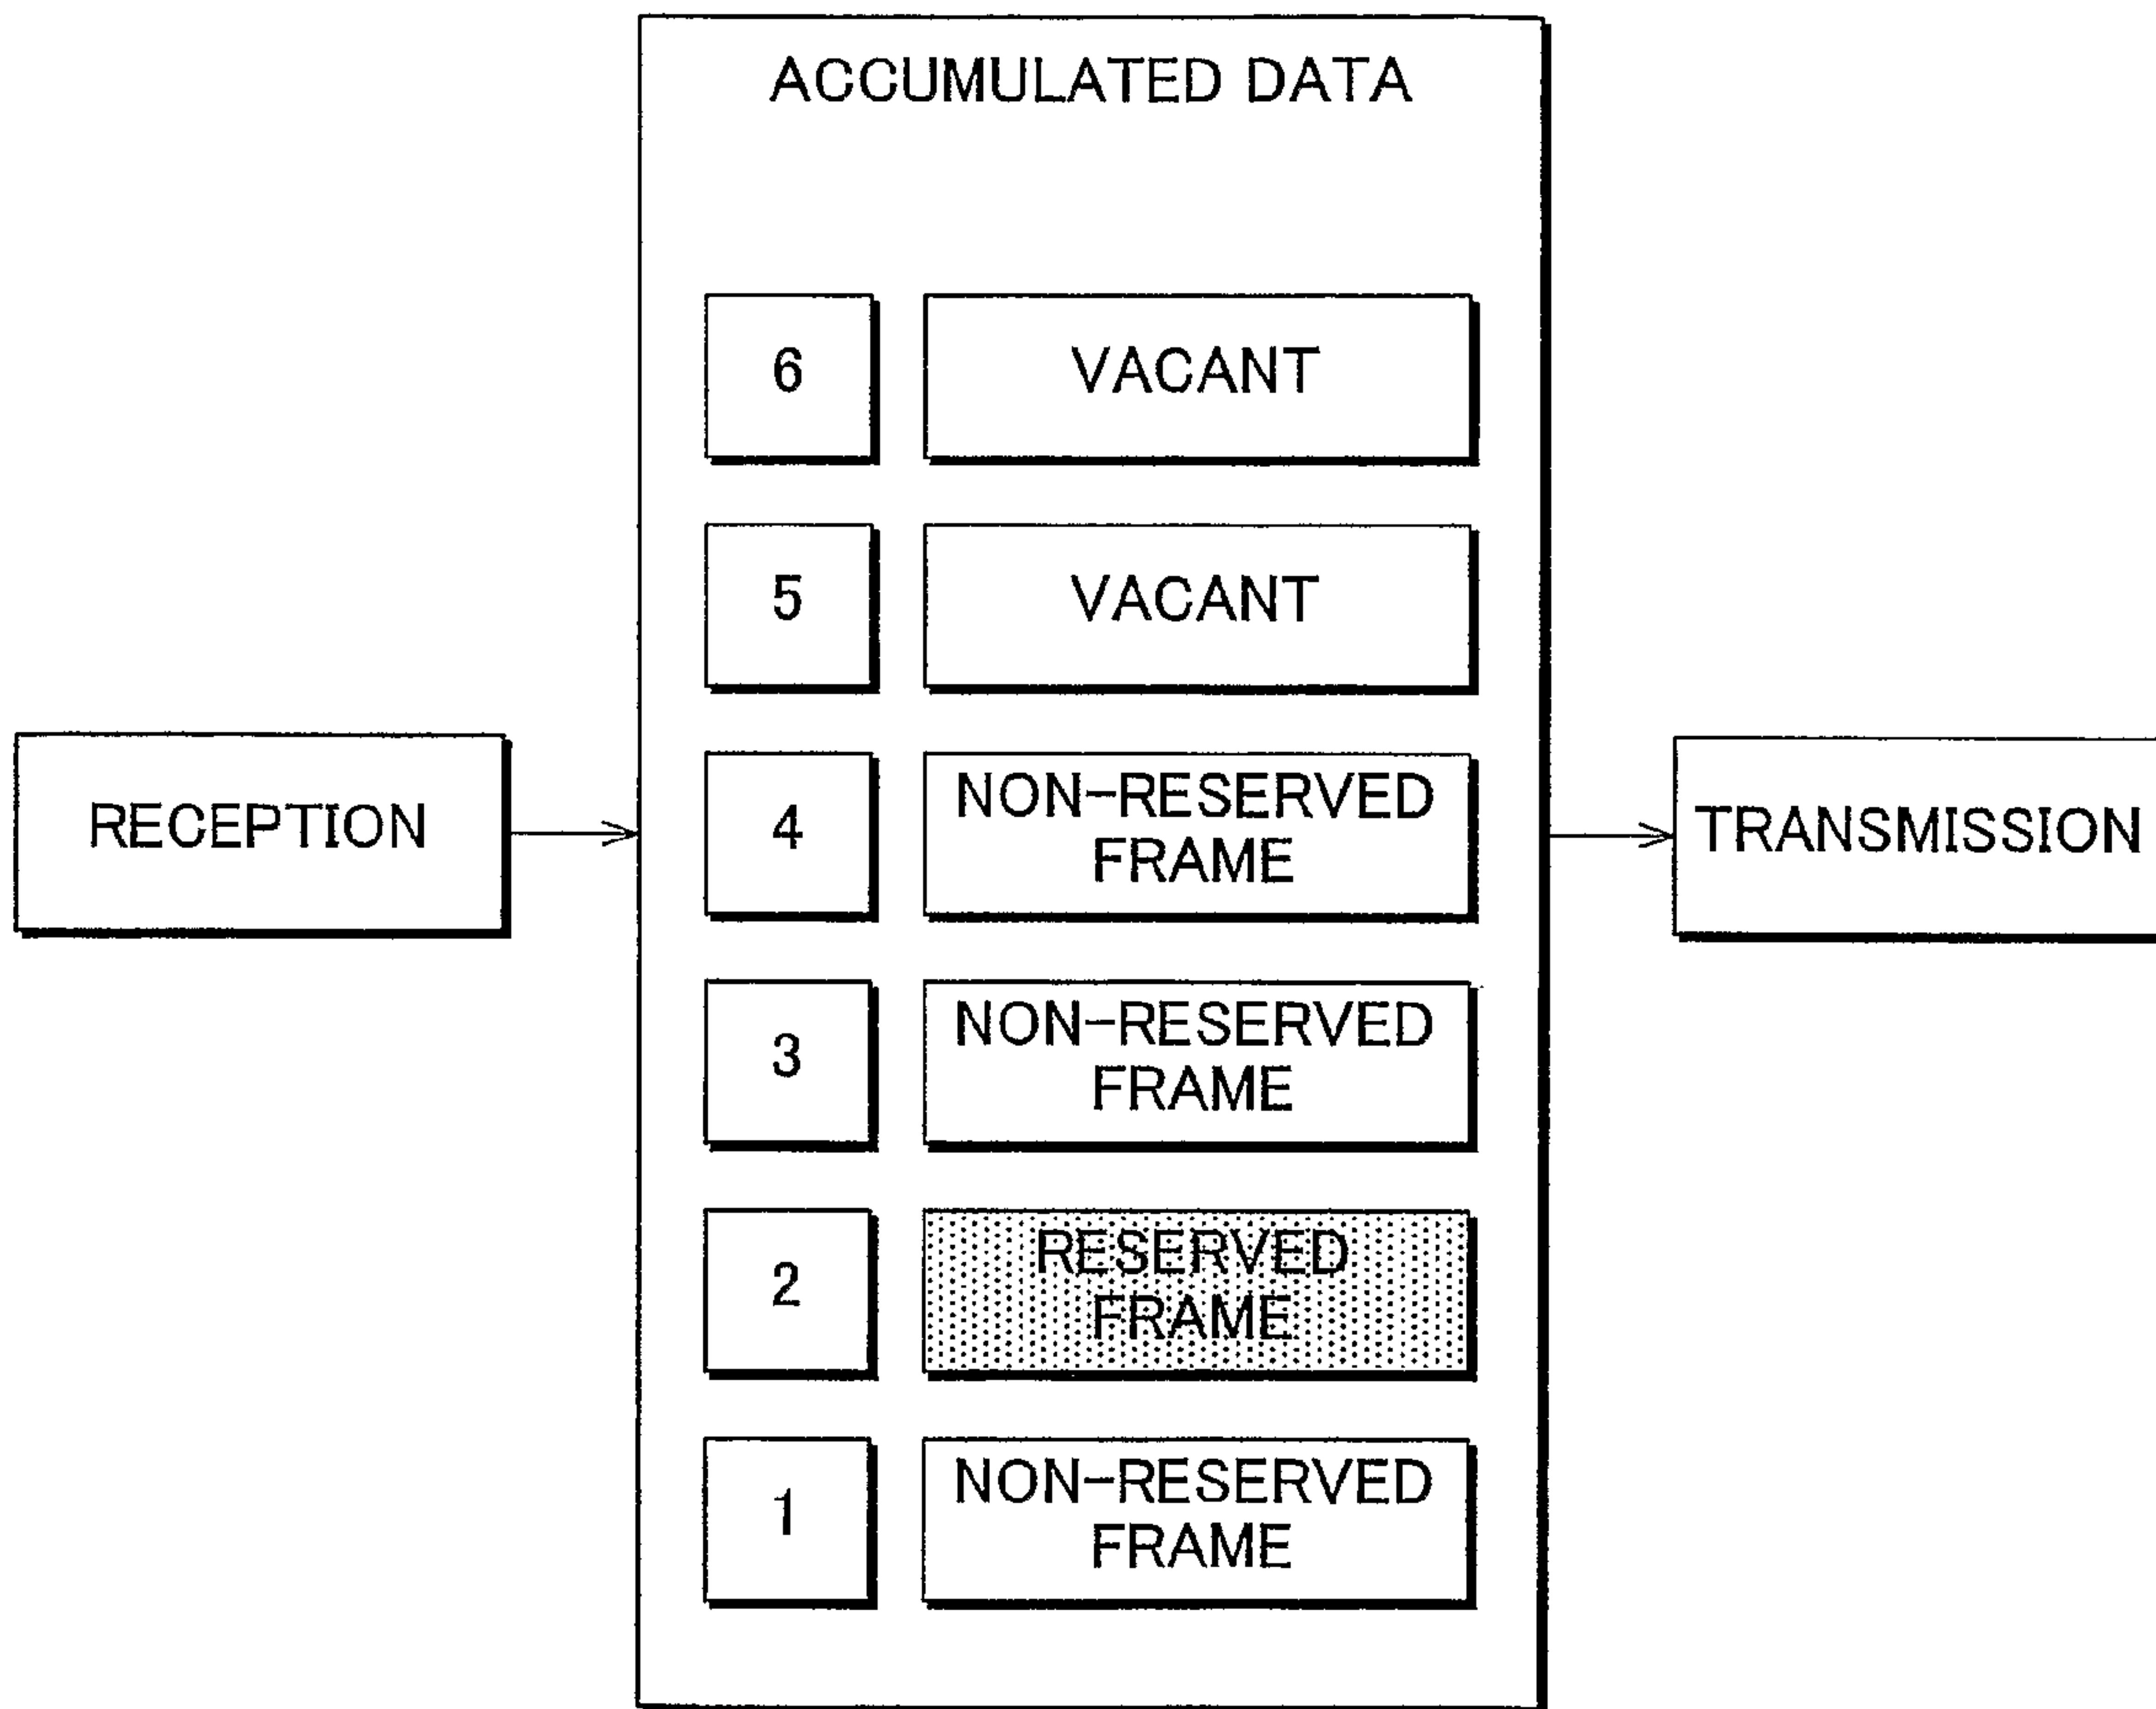 ACCUMULATED DATA
6 VACANT
5 VACANT
4 NON-RESERVED
FRAME
3 NON-RESERVED
FRAME
2 RESERVED
FRAME
1 NON-RESERVED
FRAME
RECEPTION
TRANSMISSION